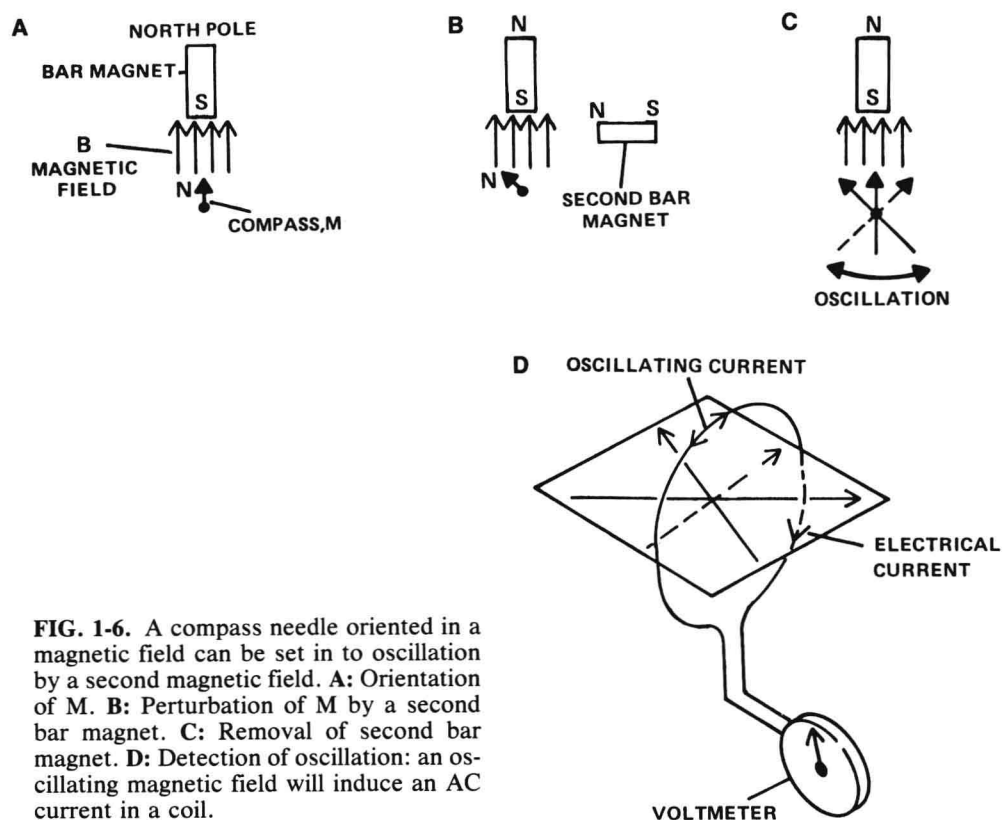 A
NORTH POLE
BAR MAGNET
S
B
MAGNETIC
FIELD
N
COMPASS,M
B
N
S
N
S
N
SECOND BAR
MAGNET
C
N
S
OSCILLATION
D
OSCILLATING CURRENT
ELECTRICAL
CURRENT
VOLTMETER
FIG. 1-6. A compass needle oriented in a
magnetic field can be set in to oscillation
by a second magnetic field. A: Orientation
of M. B: Perturbation of M by a second
bar magnet. C: Removal of second bar
magnet. D: Detection of oscillation: an os-
cillating magnetic field will induce an AC
current in a coil.